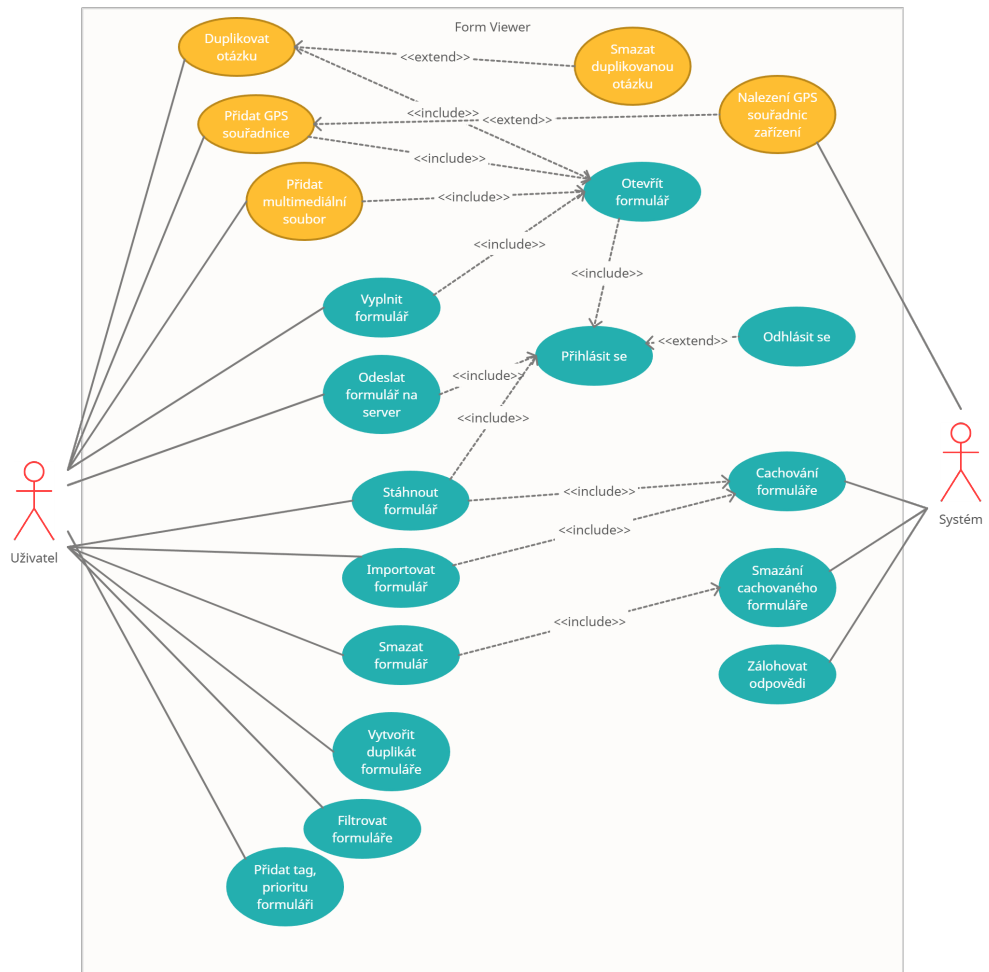 Form Viewer
Duplikovat
otázku
<<extend>>
Smazat
duplikovanou
otázku
Nalezení GPS
souřadnic
zařízení
Přidat GPS
souřadnice
<<include>>
<<extend>>
<<include>>
Přidat
multimediální
soubor
<<include>>
Otevřít
formulář
<<include>>
<<include>>
Vyplnit
formulář
Přihlásit se
<<extend>>
Odhlásit se
Odeslat
formulář na
server
<<include>>
<<include>>
Uživatel
Systém
Stáhnout
formulář
<<include>>
Cachování
formuláře
<<include>>
Importovat
formulář
Smazání
cachovaného
formuláře
<<include>>
Smazat
formulář
Zálohovat
odpovědi
Vytvořit
duplikát
formuláře
Filtrovat
formuláře
Přidat tag,
prioritu
formuláři